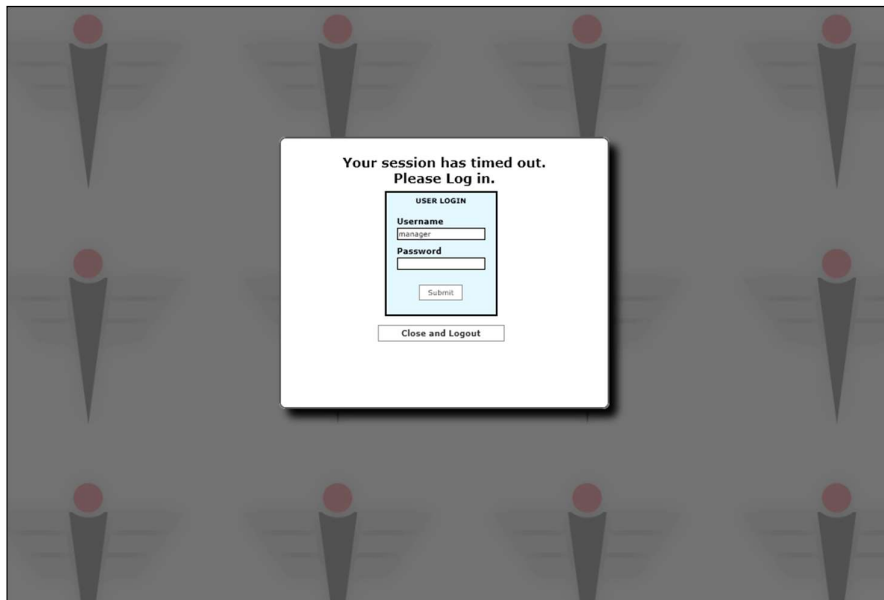 Your session has timed out.
Please Log in.
USER LOGIN
Username
manager
Password
Submit
Close and Logout